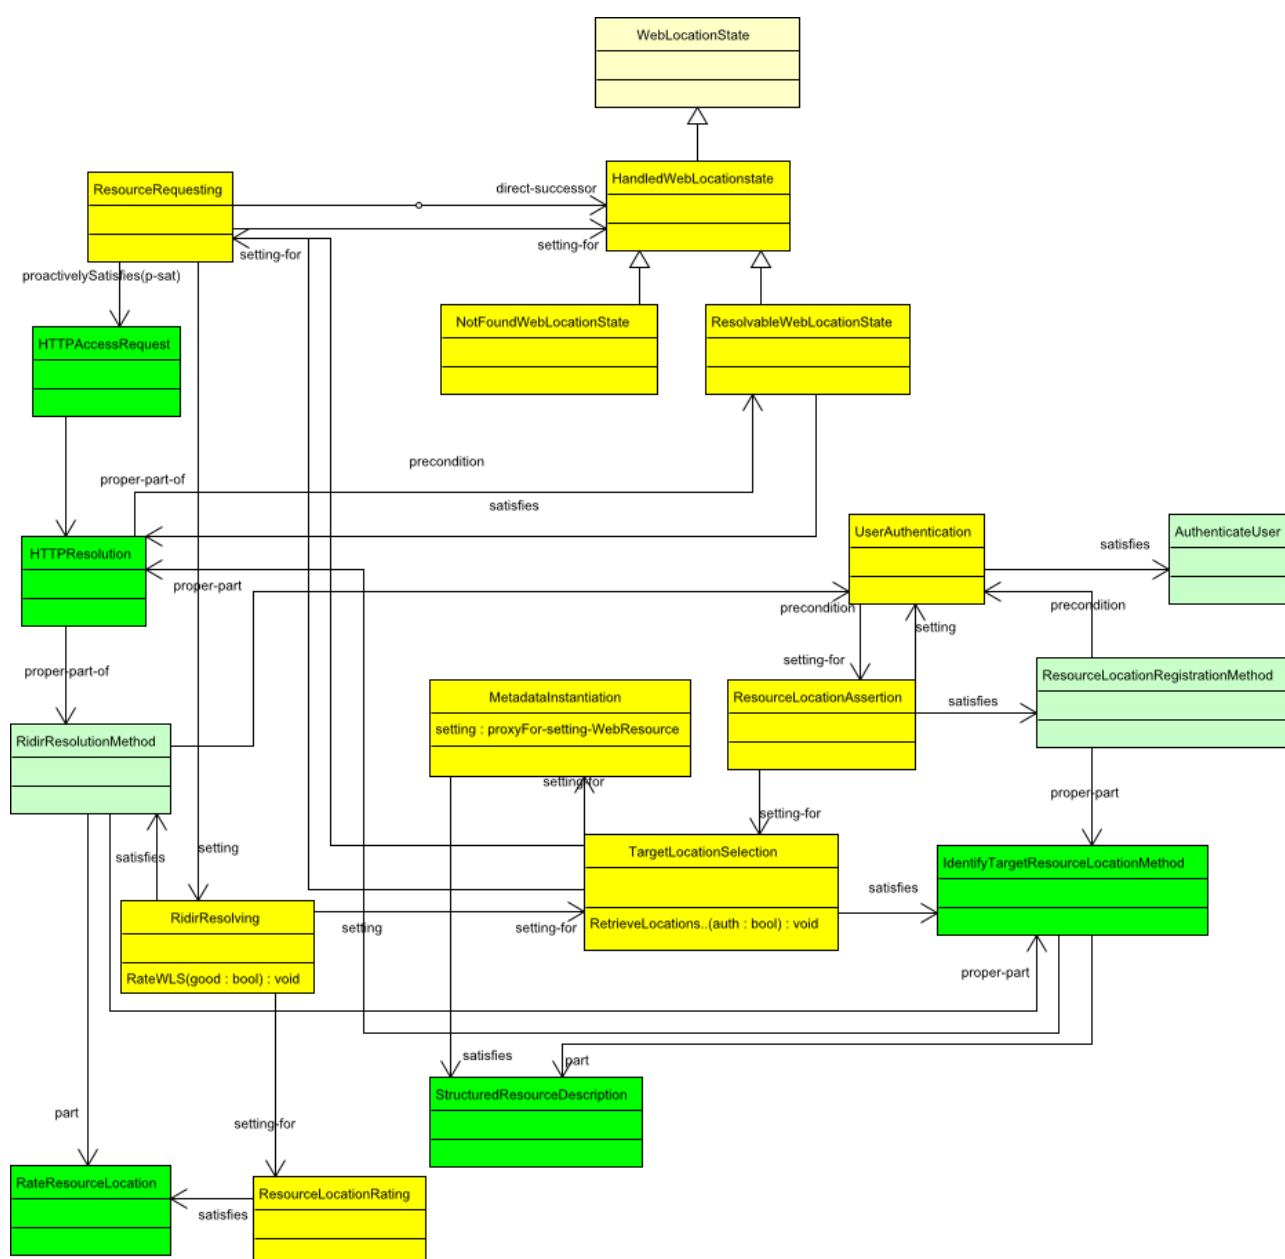 WebLocationState
ResourceRequesting
direct-successor
HandledWebLocationstate
setting-for
setting-for
proactivelySatisfies(p-sat)
HTTPAccessRequest
NotFoundWebLocationState
ResolvableWebLocationState
precondition
proper-part-of
satisfies
HTTPResolution
proper-part
UserAuthentication
satisfies
AuthenticateUser
precondition
precondition
setting
proper-part-of
setting-for
MetadataInstantiation
setting : proxyFor-setting-WebResource
ResourceLocationAssertion
satisfies
ResourceLocationRegistrationMethod
RidirResolutionMethod
setting-for
setting-for
proper-part
satisfies
setting
TargetLocationSelection
RetrieveLocations..(auth : bool) : void
satisfies
IdentifyTargetResourceLocationMethod
RidirResolving
RateWLS(good : bool) : void
setting
setting-for
proper-part
satisfies
part
StructuredResourceDescription
part
setting-for
RateResourceLocation
satisfies
ResourceLocationRating